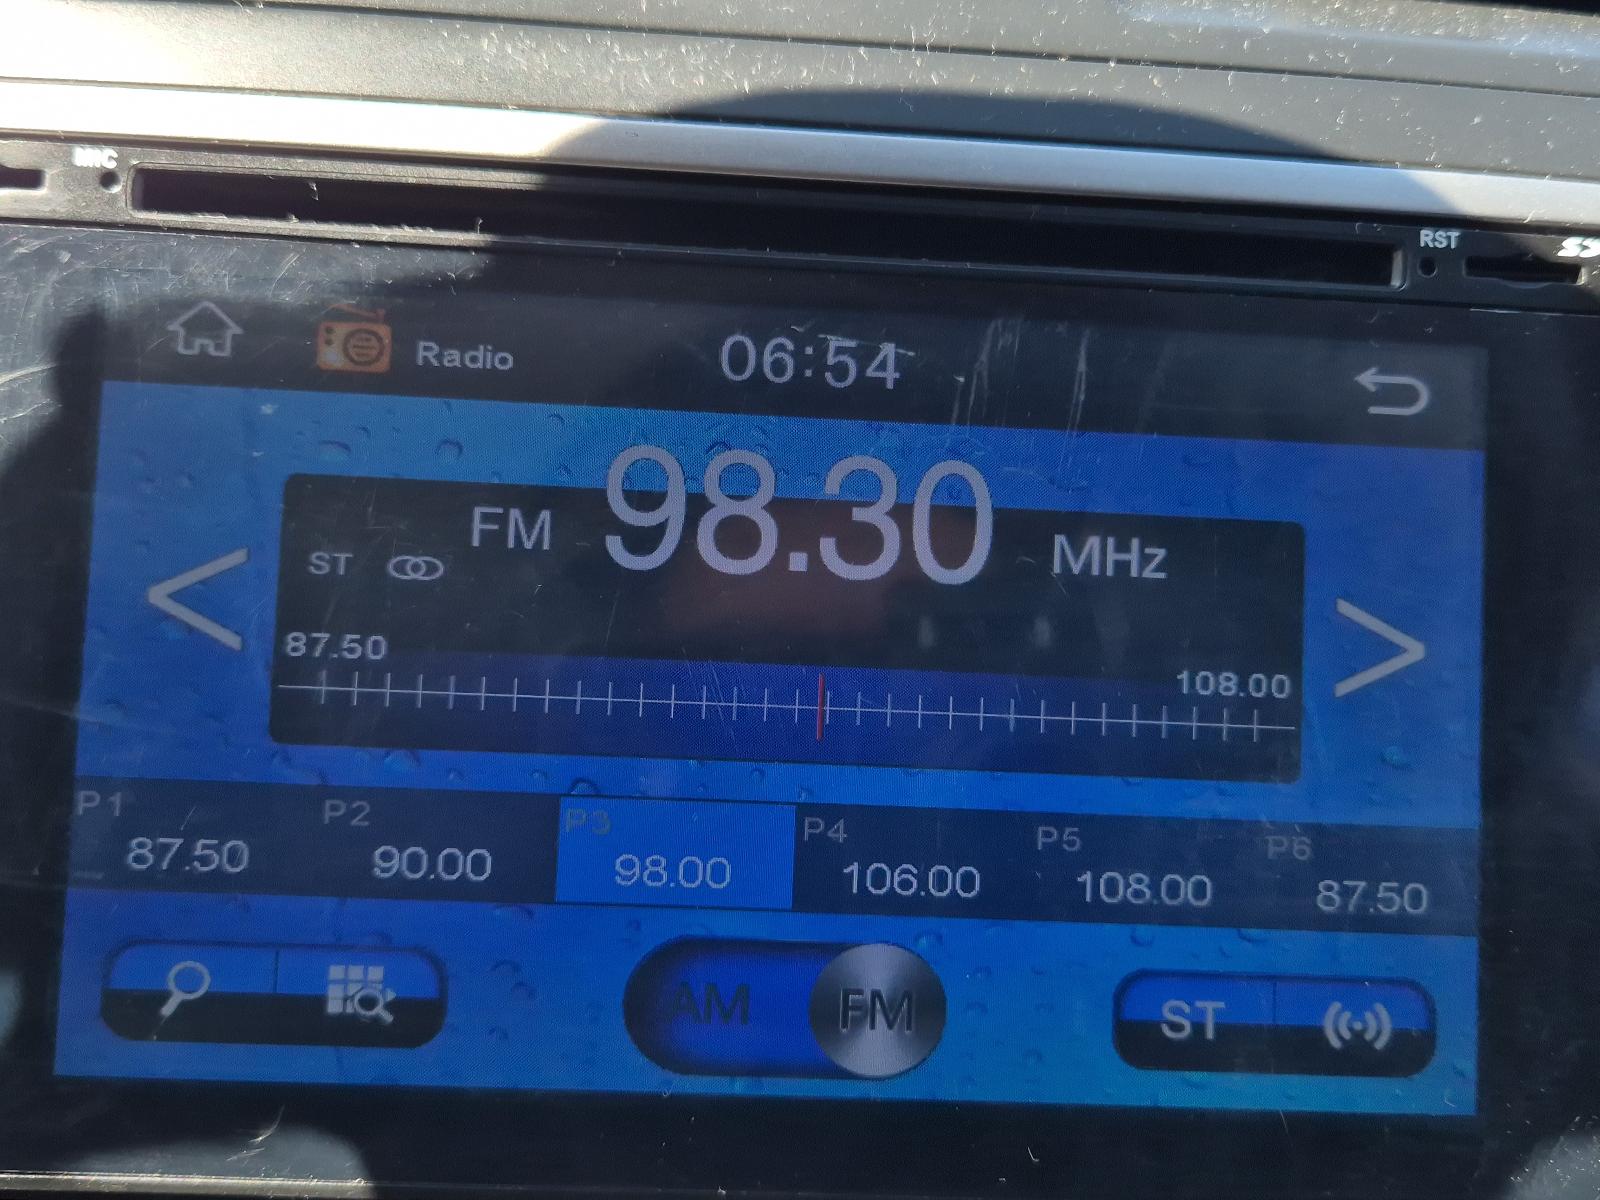 MIC
RST
Radio 06:54
FM 98.30 MHz
ST
87.50
108.00
P1 P2 P3 P4 P5 P6
87.50 90.00 98.00 106.00 108.00 87.50
AM FM ST